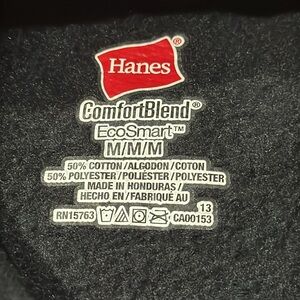 Hanes®
ComfortBlend®
EcoSmart™
M/M/M
50% COTTON/ALGODON/COTON
50% POLYESTER/POLIÉSTER/POLYESTER
MADE IN HONDURAS/
HECHO EN/FABRIQUÉ AU
13
RN15763 CA00153